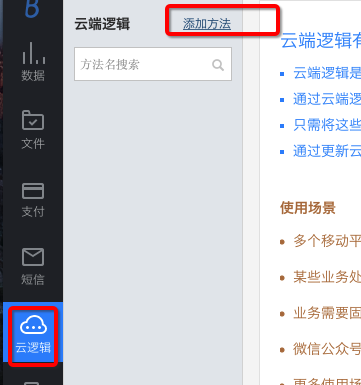 B
数据
文件
支付
短信
云逻辑
云端逻辑
添加方法
方法名搜索
云端逻辑有
云端逻辑是
通过云端逻
只需将这些
通过更新云
使用场景
多个移动平
某些业务处
业务需要固
微信公众号
更多使用场